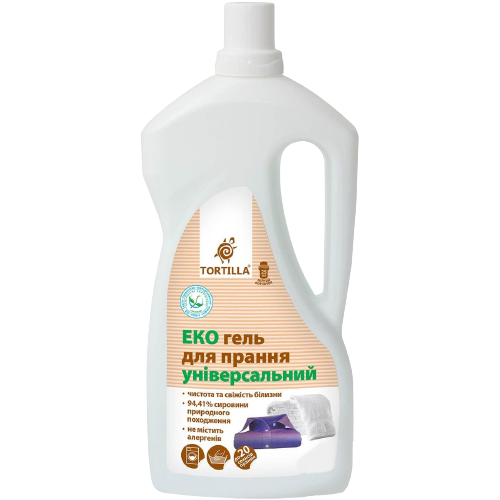 TORTILLA
ЕКО гель
для прання
універсальний
• чистота та свіжість білизни
• 94,41% сировини
природного
походження
• не містить
алергенів
до 20